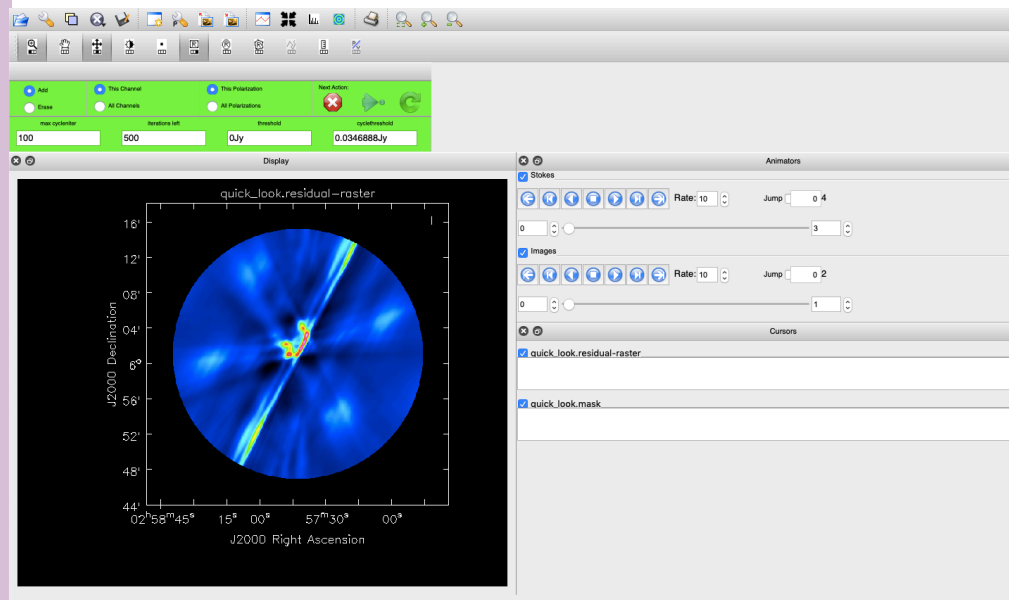 Add
This Channel
This Polarization
Next Action:
Erase
All Channels
All Polarizations
max cycleniter
iterations left
threshold
cyclethreshold
100
500
0Jy
0.0346888Jy
Display
quick_look.residual-raster
I
16'
12'
08'
04'
6°
56'
52'
48'
44'
J2000 Declination
02h58m45s 15s 00s 57m30s 00s
J2000 Right Ascension
Animators
Stokes
Rate: 10 Jump 0 4
0 3
Images
Rate: 10 Jump 0 2
0 1
Cursors
quick_look.residual-raster
quick_look.mask